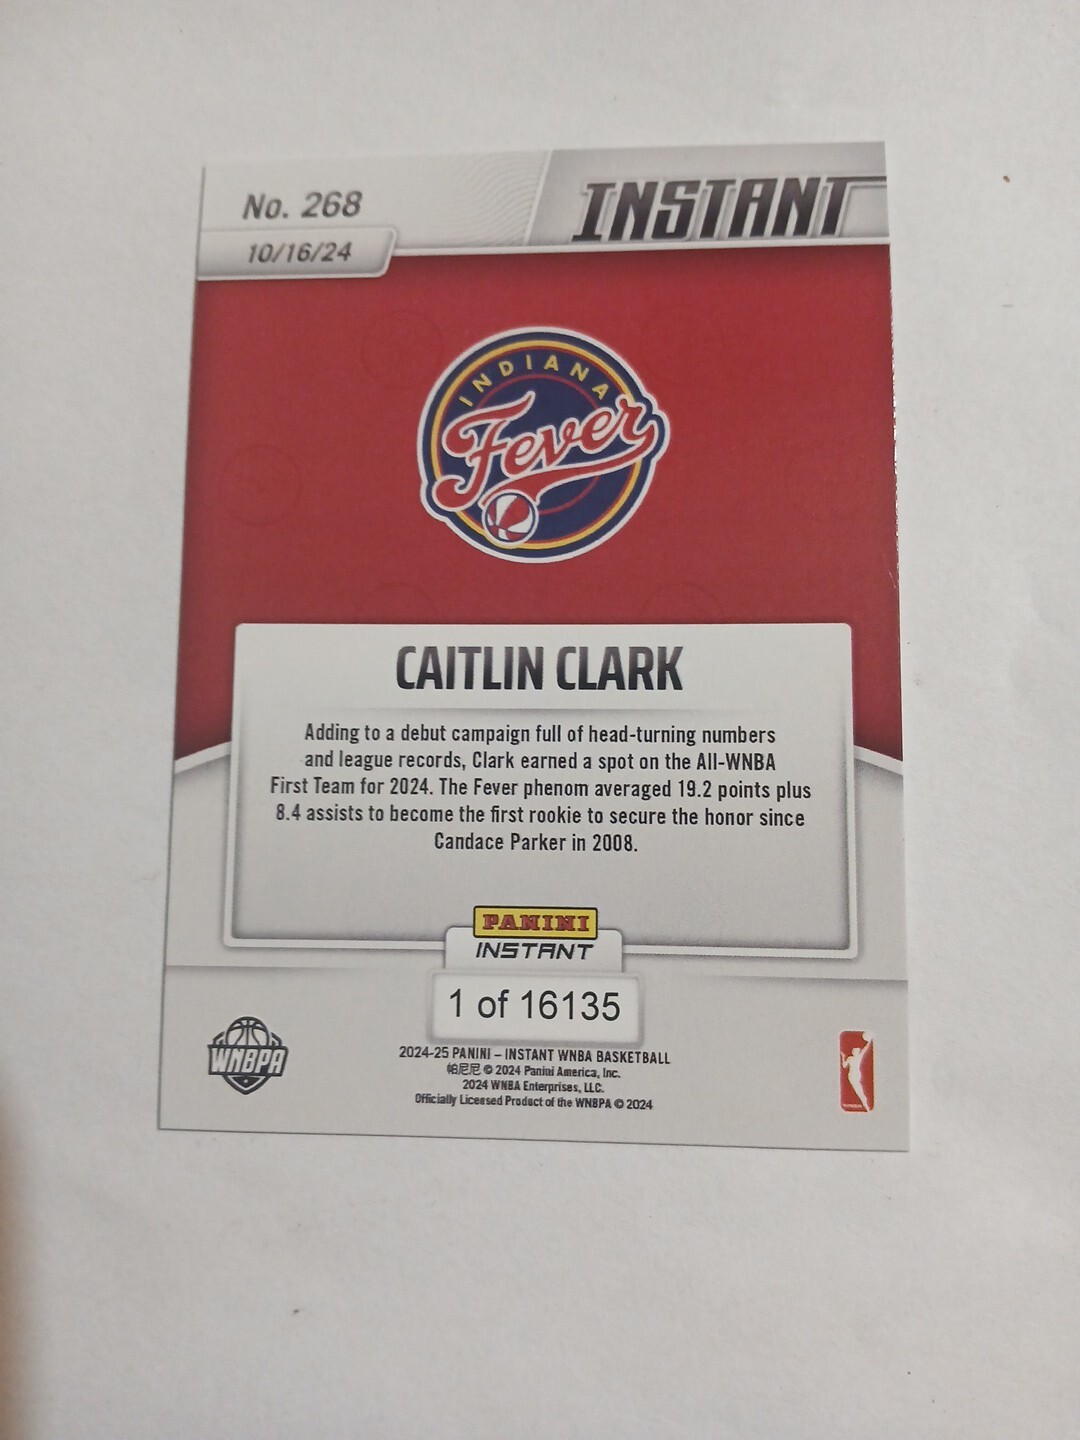 No. 268
INSTANT
10/16/24
INDIANA
Fever
CAITLIN CLARK
Adding to a debut campaign full of head-turning numbers
and league records, Clark earned a spot on the All-WNBA
First Team for 2024. The Fever phenom averaged 19.2 points plus
8.4 assists to become the first rookie to secure the honor since
Candace Parker in 2008.
PANINI
INSTANT
1 of 16135
WNBPA
2024-25 PANINI – INSTANT WNBA BASKETBALL
帕尼尼 © 2024 Panini America, Inc.
2024 WNBA Enterprises, LLC.
Officially Licensed Product of the WNBPA © 2024
WNBA